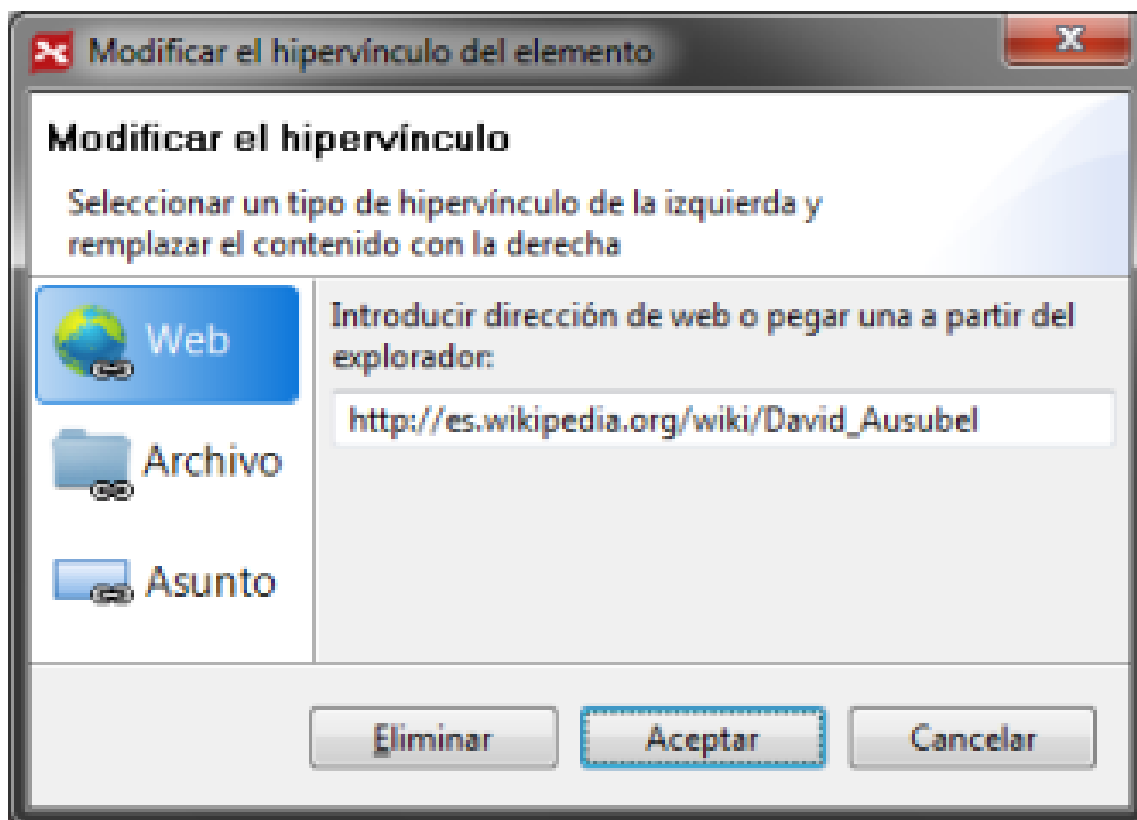 Modificar el hipervínculo del elemento
Modificar el hipervínculo
Seleccionar un tipo de hipervínculo de la izquierda y
remplazar el contenido con la derecha
Web
Archivo
Asunto
Introducir dirección de web o pegar una a partir del
explorador:
http://es.wikipedia.org/wiki/David_Ausubel
Eliminar
Aceptar
Cancelar